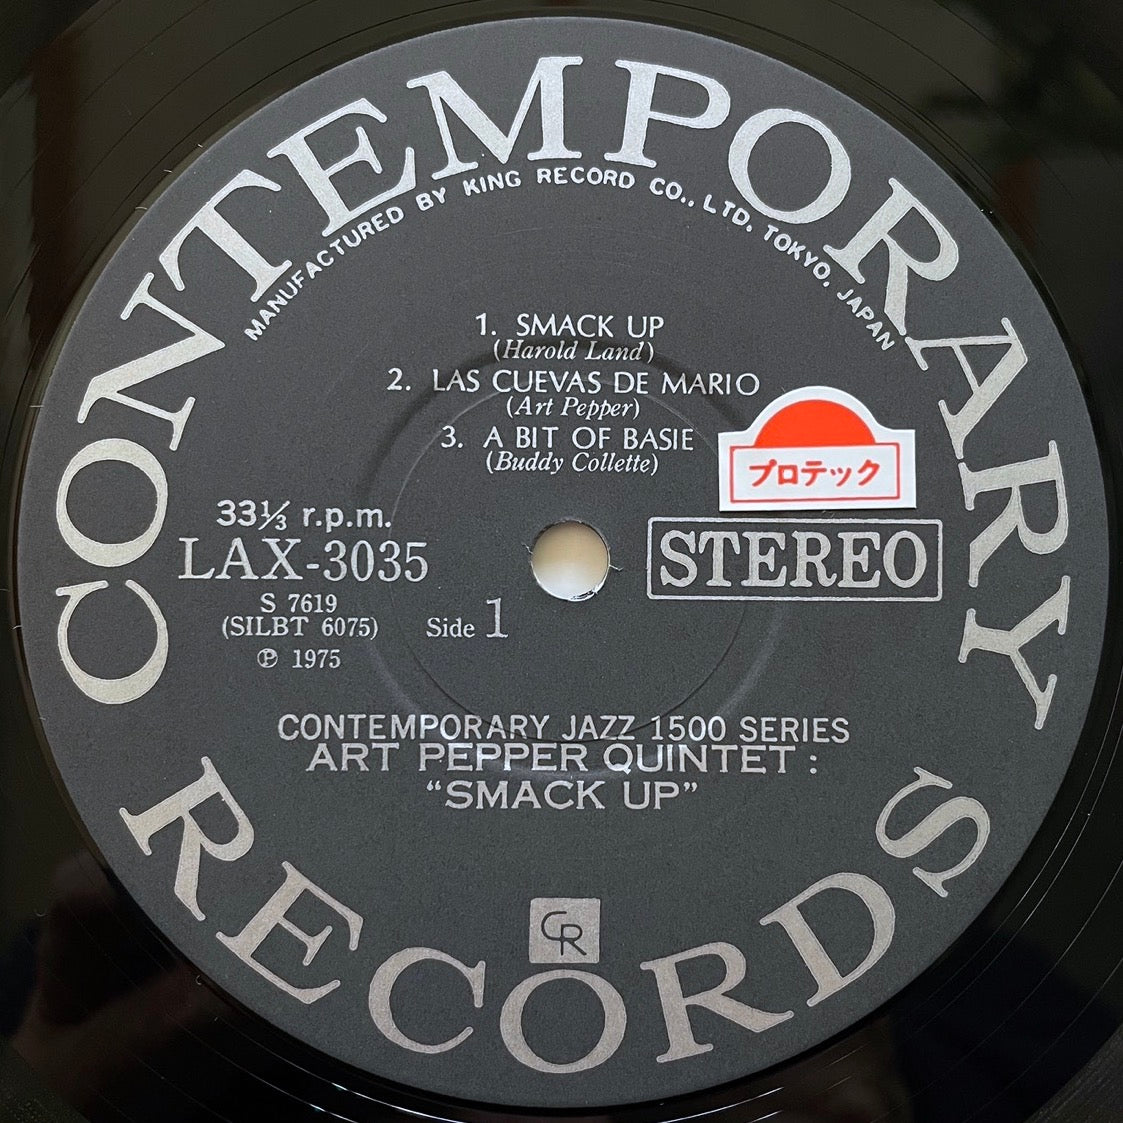 CONTEMPORARY
MANUFACTURED BY KING RECORD CO., LTD. TOKYO. JAPAN
1. SMACK UP
(Harold Land)
2. LAS CUEVAS DE MARIO
(Art Pepper)
3. A BIT OF BASIE
(Buddy Collette)
プロテック
33⅓ r.p.m.
LAX-3035
STEREO
S 7619
(SILBT 6075)
Side 1
℗ 1975
CONTEMPORARY JAZZ 1500 SERIES
ART PEPPER QUINTET :
“SMACK UP”
CR
RECORDS